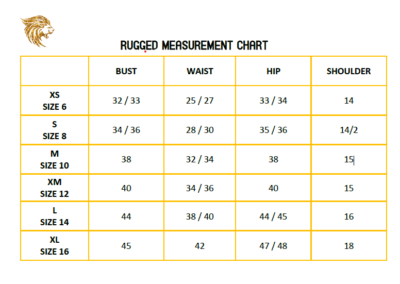 RUGGED MEASUREMENT CHART
BUST WAIST HIP SHOULDER
XS
SIZE 6 32 / 33 25 / 27 33 / 34 14
S
SIZE 8 34 / 36 28 / 30 35 / 36 14/2
M
SIZE 10 38 32 / 34 38 15
XM
SIZE 12 40 34 / 36 40 15
L
SIZE 14 44 38 / 40 44 / 45 16
XL
SIZE 16 45 42 47 / 48 18